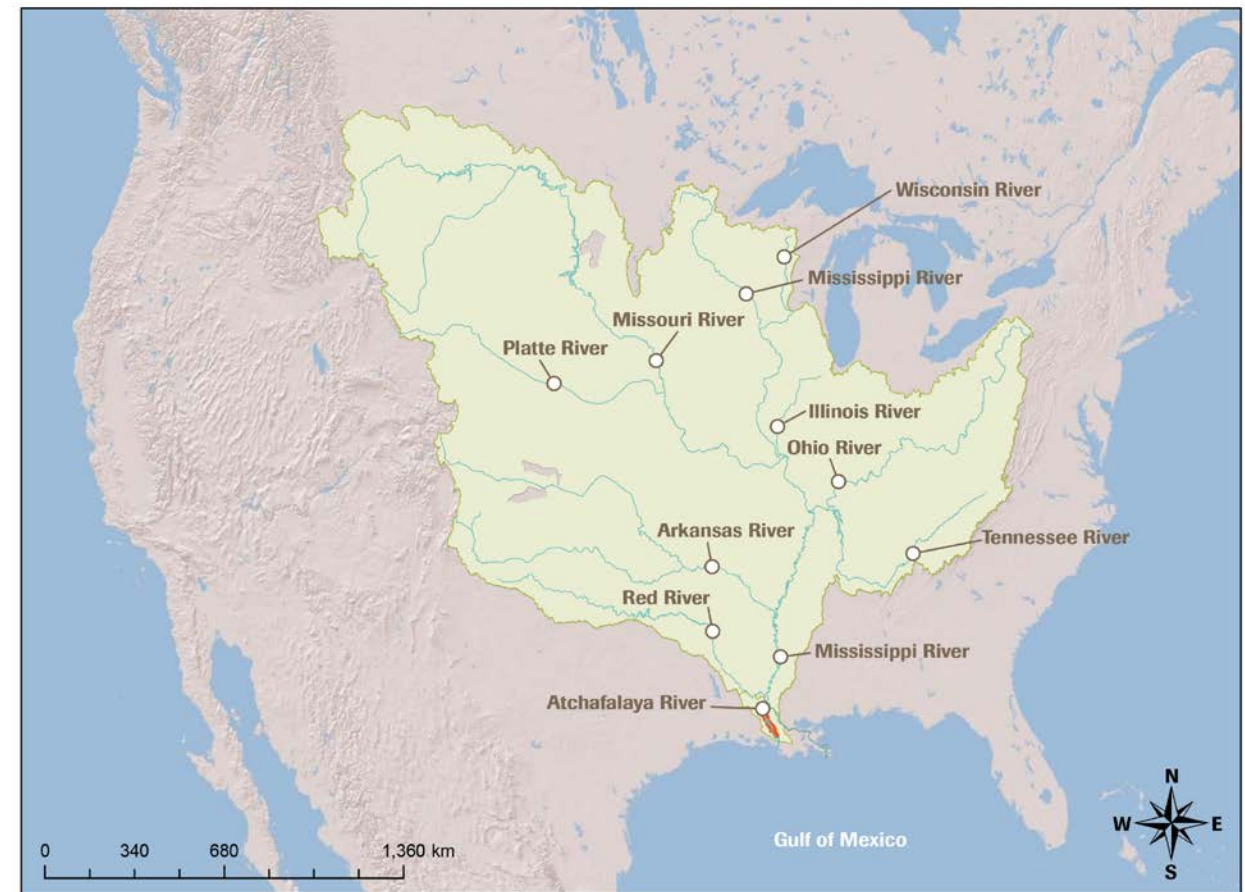 Wisconsin River
Mississippi River
Missouri River
Platte River
Illinois River
Ohio River
Arkansas River
Tennessee River
Red River
Mississippi River
Atchafalaya River
Gulf of Mexico
N
W E
S
0 340 680 1,360 km